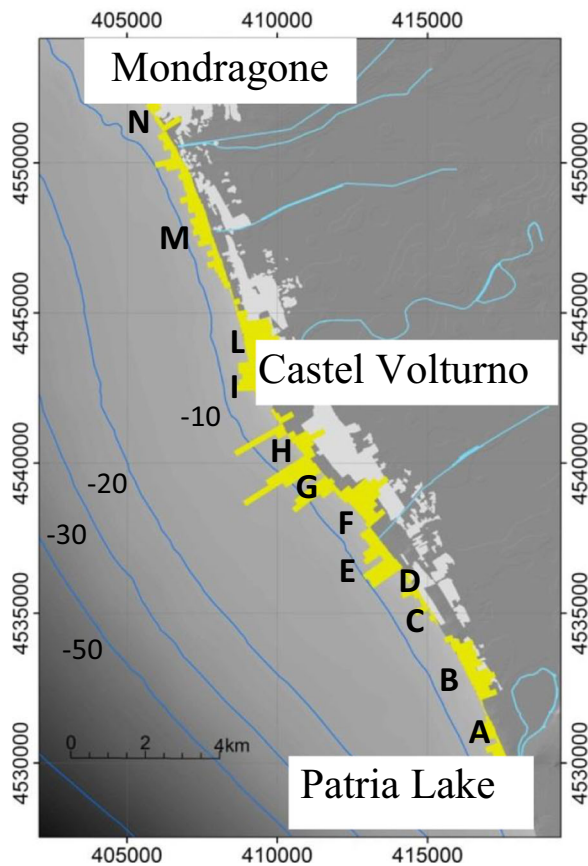 405000 410000 415000
Mondragone
N
4550000 4550000
M
4545000 4545000
L
Castel Volturno
I
-10
H
4540000 4540000
-20
G
F
-30
E
D
C
4535000 4535000
-50
B
A
0 2 4km
4530000 4530000
Patria Lake
405000 410000 415000